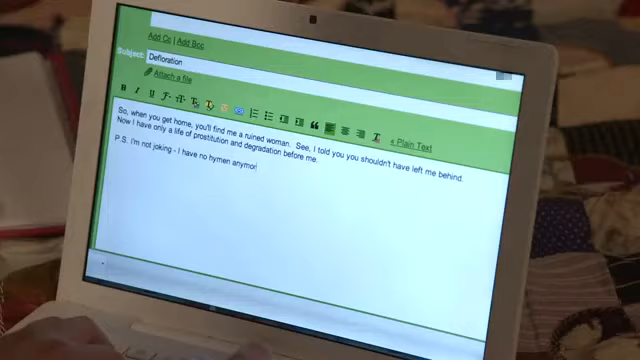 Add Cc | Add Bcc
Subject: Defloration
Attach a file
B I U F T T T T « Plain Text
So, when you get home, you'll find me a ruined woman. See, I told you you shouldn't have left me behind.
Now I have only a life of prostitution and degradation before me.
P.S. I'm not joking - I have no hymen anymor